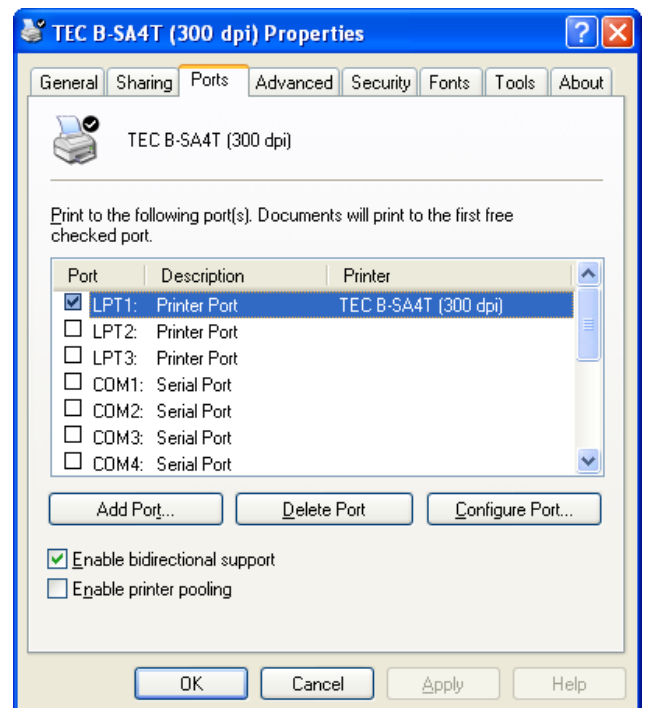 TEC B-SA4T (300 dpi) Properties
General Sharing Ports Advanced Security Fonts Tools About
TEC B-SA4T (300 dpi)
Print to the following port(s). Documents will print to the first free
checked port.
Port Description Printer
LPT1: Printer Port TEC B-SA4T (300 dpi)
LPT2: Printer Port
LPT3: Printer Port
COM1: Serial Port
COM2: Serial Port
COM3: Serial Port
COM4: Serial Port
Add Port... Delete Port Configure Port...
Enable bidirectional support
Enable printer pooling
OK Cancel Apply Help